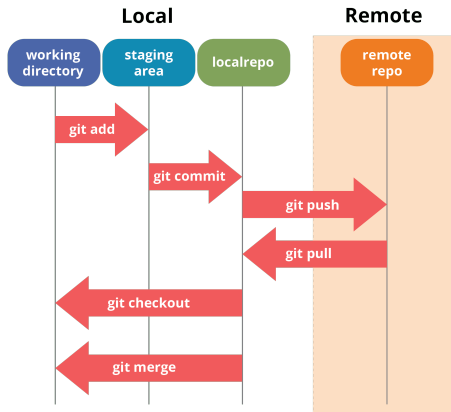 Local
Remote
working
directory
staging
area
localrepo
remote
repo
git add
git commit
git push
git pull
git checkout
git merge